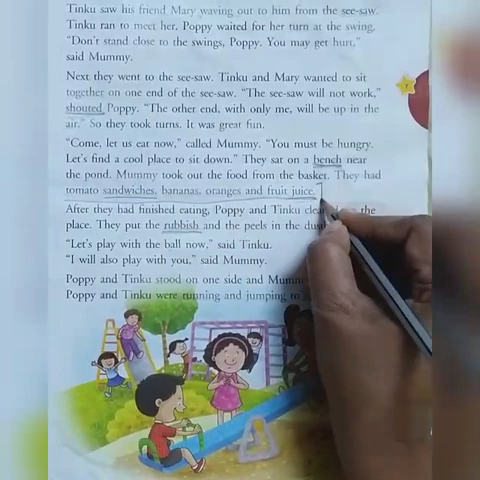 Tinku saw his friend Mary waving out to him from the see-saw.
Tinku ran to meet her. Poppy waited for her turn at the swing.
"Don't stand close to the swings, Poppy. You may get hurt,"
said Mummy.
Next they went to the see-saw. Tinku and Mary wanted to sit
together on one end of the see-saw. "The see-saw will not work,"
shouted Poppy. "The other end, with only me, will be up in the
air." So they took turns. It was great fun.
"Come, let us eat now," called Mummy. "You must be hungry.
Let's find a cool place to sit down." They sat on a bench near
the pond. Mummy took out the food from the basket. They had
tomato sandwiches, bananas, oranges and fruit juice.
After they had finished eating, Poppy and Tinku the
place. They put the rubbish and the peels in the
"Let's play with the ball now," said Tinku.
"I will also play with you," said Mummy.
Poppy and Tinku stood on one side and
Poppy and Tinku were running and jumping to